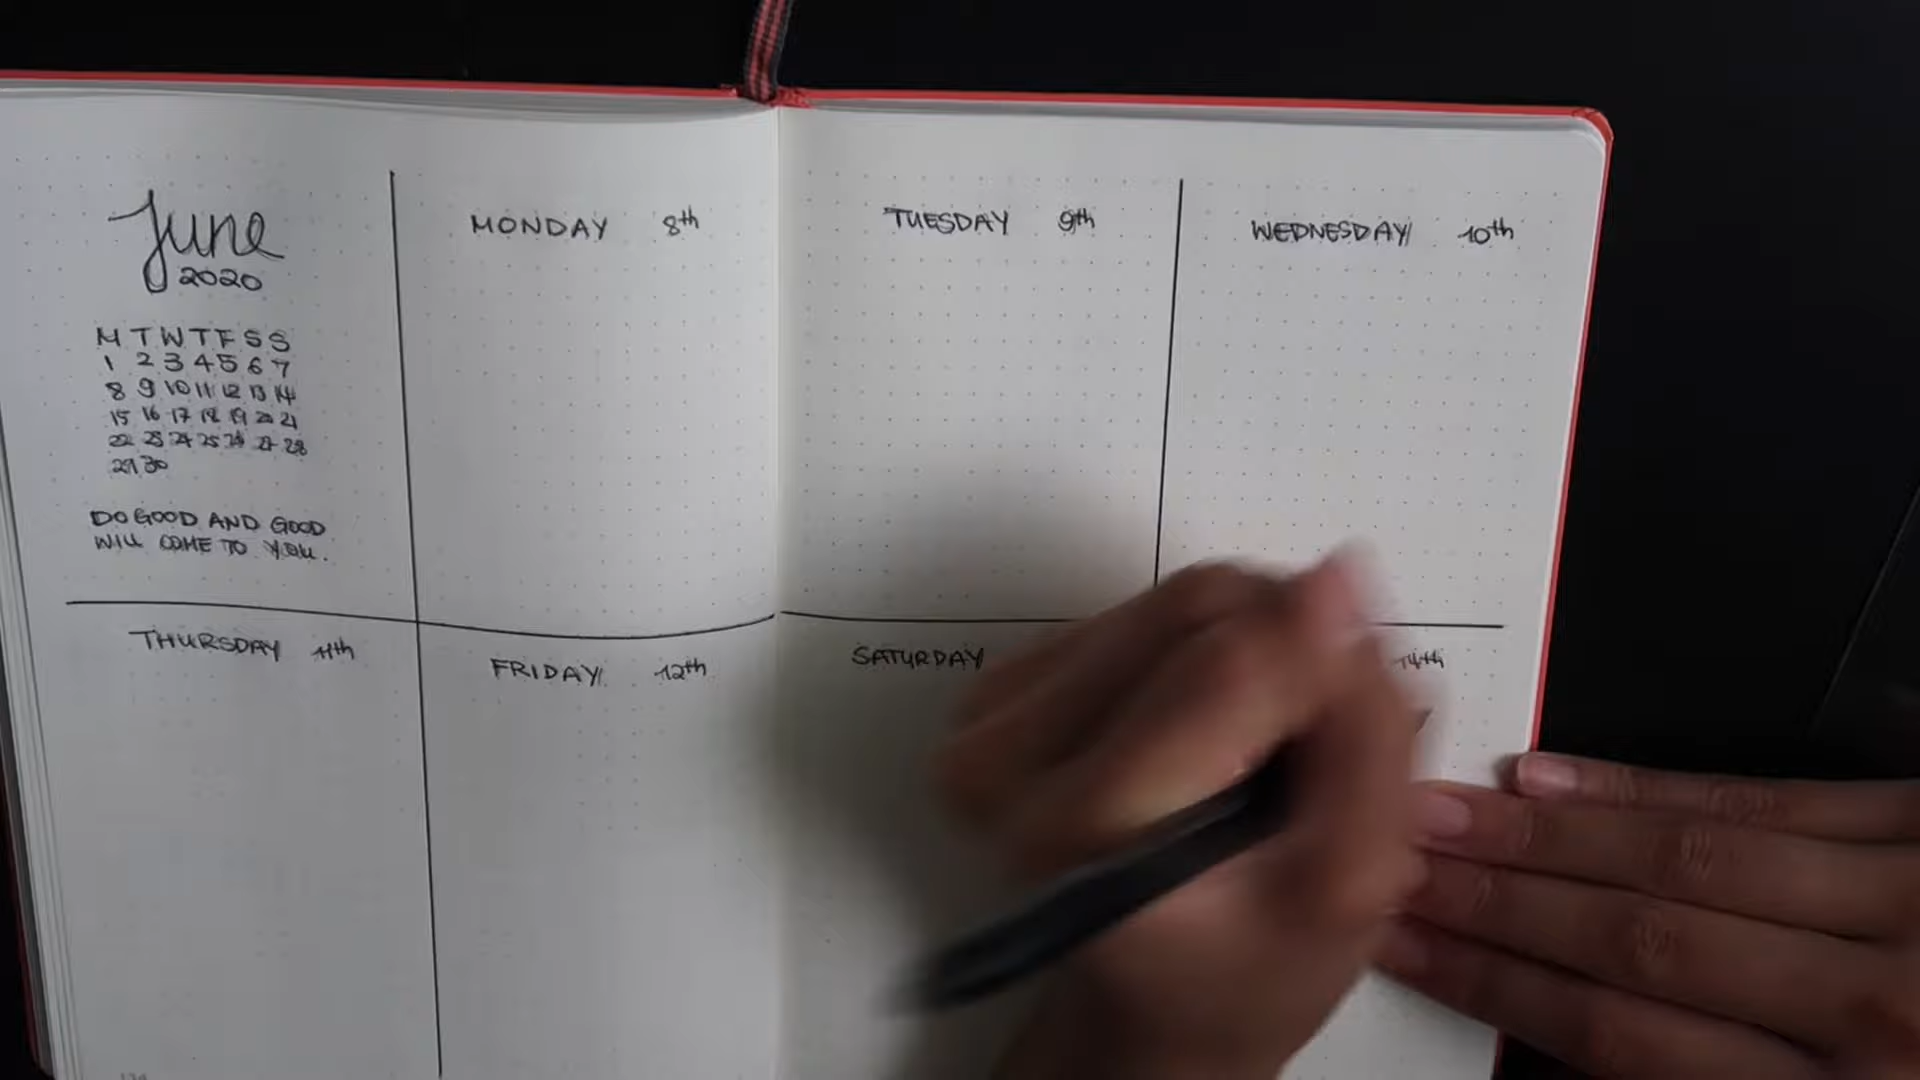 June
2020
M T W T F S S
1 2 3 4 5 6 7
8 9 10 11 12 13 14
15 16 17 18 19 20 21
22 23 24 25 26 27 28
29 30
DO GOOD AND GOOD
WILL COME TO YOU.
MONDAY 8th
TUESDAY 9th
WEDNESDAY 10th
THURSDAY 11th
FRIDAY 12th
SATURDAY
14th